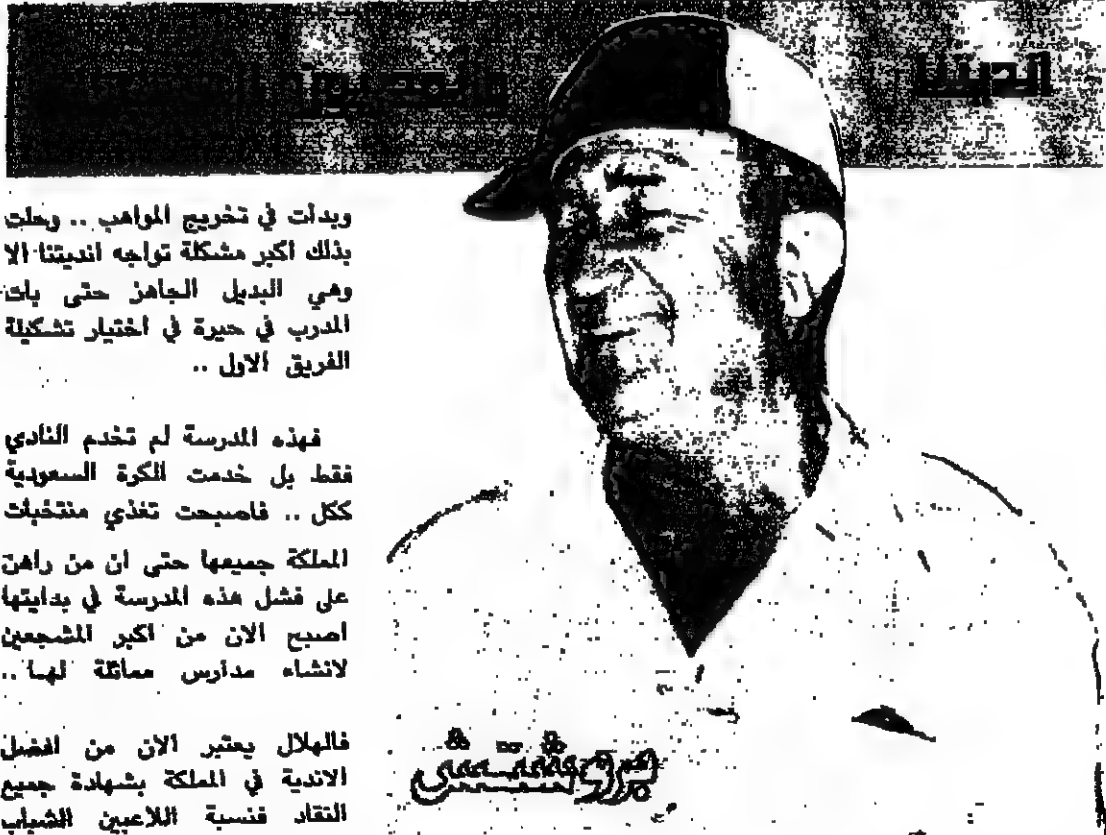 لدينا
وبدأت في تخريج المواهب .. وحلت
بذلك اكبر مشكلة تواجه انديتنا الا
وهي البديل الجاهز حتى بات
المدرب في حيرة في اختيار تشكيلة
الفريق الاول ..
فهذه المدرسة لم تخدم النادي
فقط بل خدمت الكرة السعودية
ككل .. فاصبحت تغذي منتخبات
المملكة جميعها حتى ان من راهن
على فشل هذه المدرسة في بدايتها
اصبح الان من اكبر المشجعين
لانشاء مدارس مماثلة لها ..
فالهلال يعتبر الان من افضل
الاندية في المملكة بشهادة جميع
النقاد فنسبة اللاعبين الشباب
بروشتش